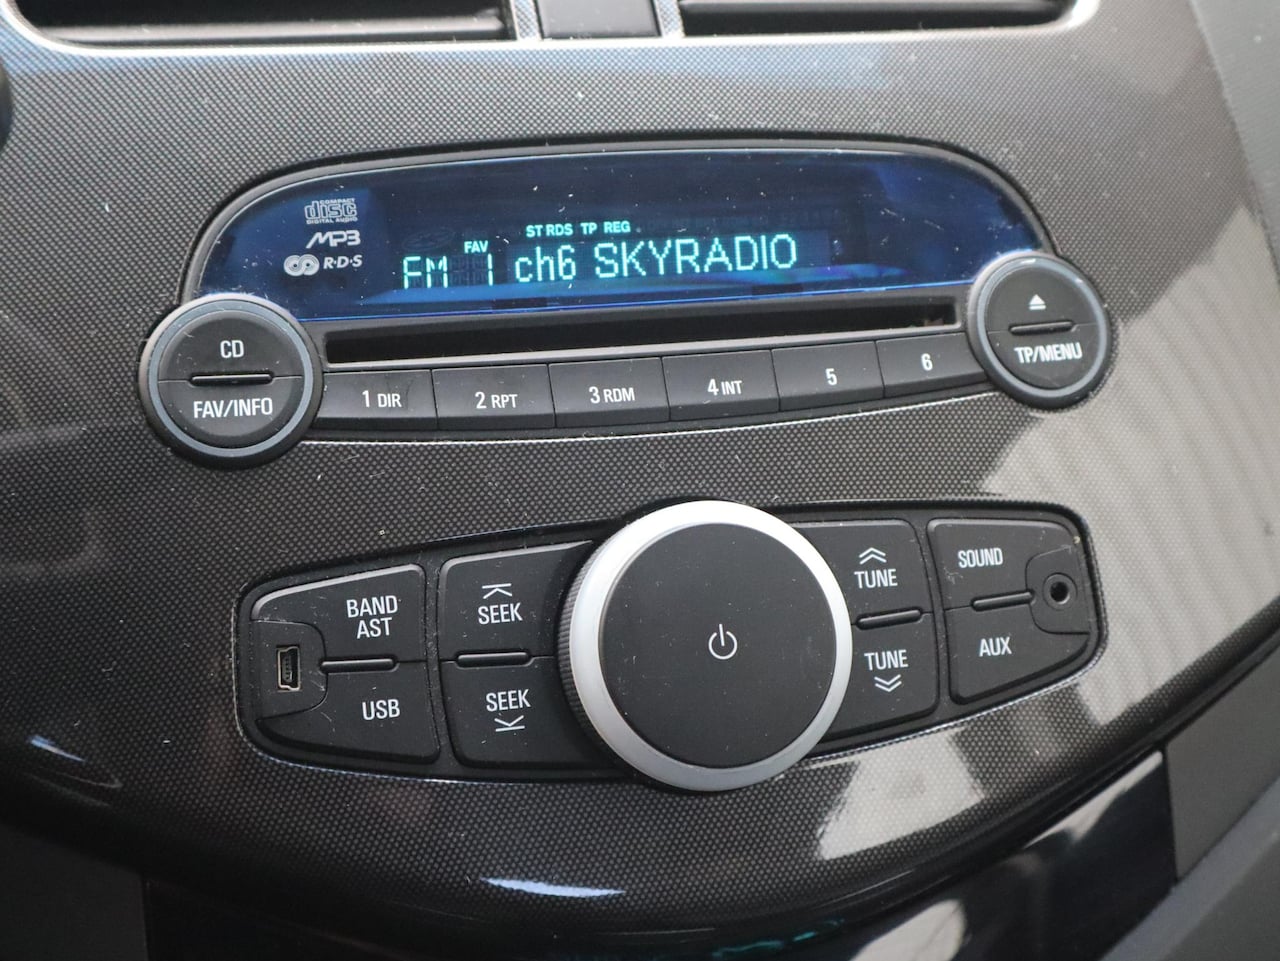 COMPACT
disc
DIGITAL AUDIO
MP3
R·D·S
ST RDS TP REG
FAV
FM 1 ch6 SKYRADIO
CD
FAV/INFO
1 DIR
2 RPT
3 RDM
4 INT
5
6
TP/MENU
BAND
AST
USB
SEEK
SEEK
TUNE
TUNE
SOUND
AUX